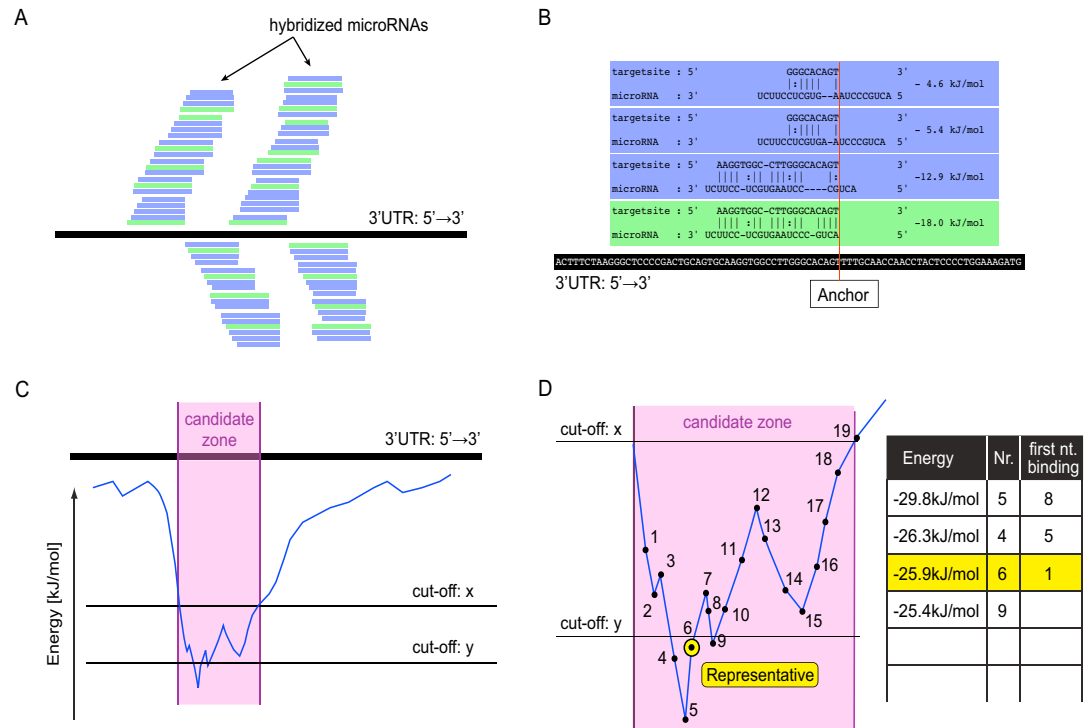 A
hybridized microRNAs
3'UTR: 5'→3'
B
targetsite : 5' GGGCACAGT 3'
|:|||| | - 4.6 kJ/mol
microRNA : 3' UCUUCCUCGUG--AAUCCCGUCA 5
targetsite : 5' GGGCACAGT 3'
|:|||| | - 5.4 kJ/mol
microRNA : 3' UCUUCCUCGUGA-AUCCCGUCA 5'
targetsite : 5' AAGGTGGC-CTTGGGCACAGT 3'
|||| :|| |||:|| |: -12.9 kJ/mol
microRNA : 3' UCUUCC-UCGUGAAUCC----CGUCA 5'
targetsite : 5' AAGGTGGC-CTTGGGCACAGT 3'
|||| :|| |||:|| |||| -18.0 kJ/mol
microRNA : 3' UCUUCC-UCGUGAAUCCC-GUCA 5'
ACTTTCTAAGGGCTCCCCGACTGCAGTGCAAGGTGGCCTTGGGCACAGTTTTGCAACCAACCTACTCCCCTGGAAAGATG
3'UTR: 5'→3'
Anchor
C
candidate
zone
3'UTR: 5'→3'
Energy [kJ/mol]
cut-off: x
cut-off: y
D
candidate zone
cut-off: x
cut-off: y
1
2
3
4
5
6
7
8
9
10
11
12
13
14
15
16
17
18
19
Representative
Energy Nr. first nt.
binding
-29.8kJ/mol 5 8
-26.3kJ/mol 4 5
-25.9kJ/mol 6 1
-25.4kJ/mol 9